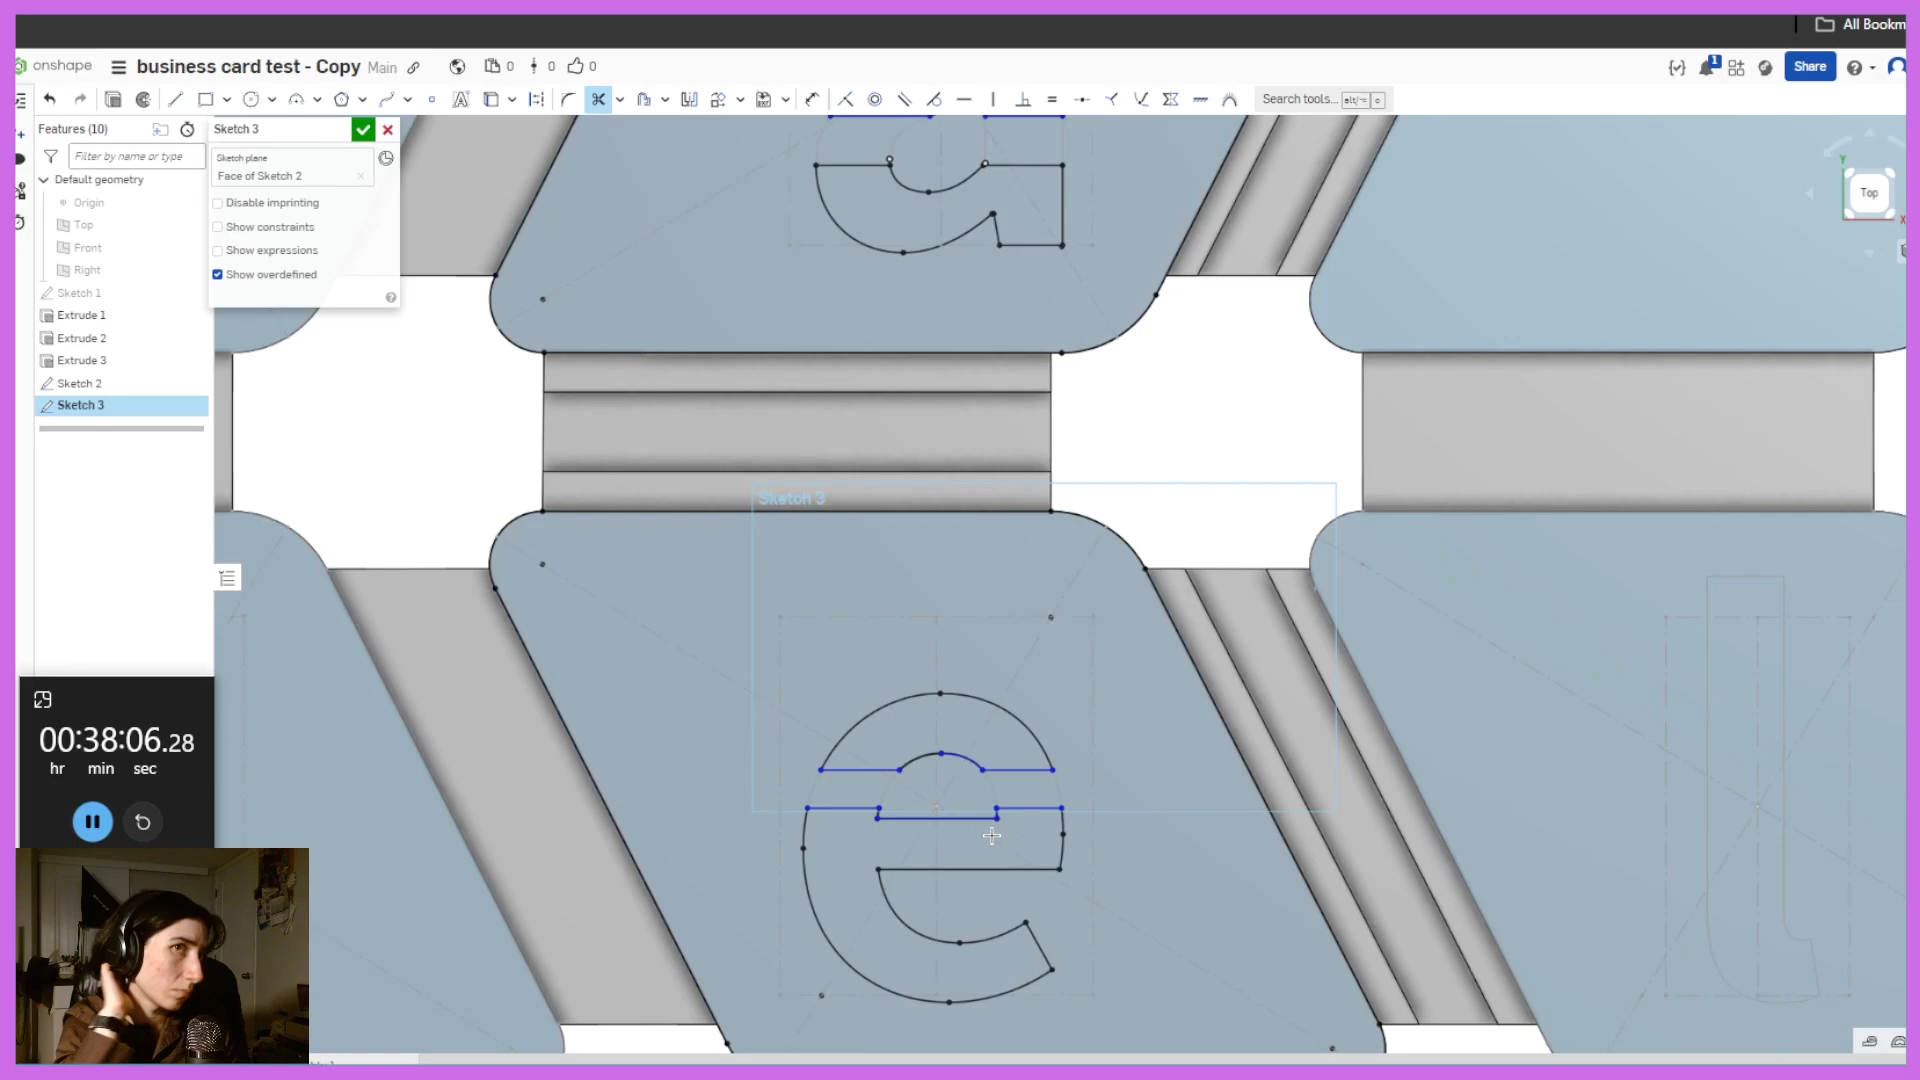 All Bookm
onshape
business card test - Copy
Main
0
0
0
1
Share
Search tools...
alt/⌥
c
Features (10)
Filter by name or type
Default geometry
Origin
Top
Front
Right
Sketch 1
Extrude 1
Extrude 2
Extrude 3
Sketch 2
Sketch 3
Sketch 3
Sketch plane
Face of Sketch 2
Disable imprinting
Show constraints
Show expressions
Show overdefined
Sketch 3
Y
Top
X
e
00:38:06.28
hr
min
sec